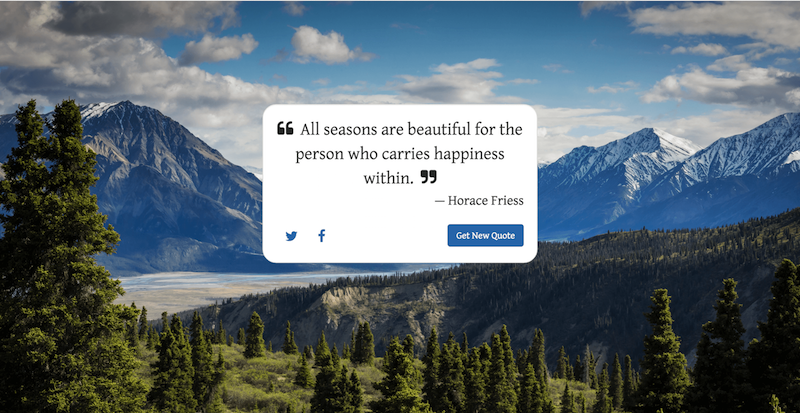 ❝ All seasons are beautiful for the
person who carries happiness
within. ❞
— Horace Friess
Get New Quote